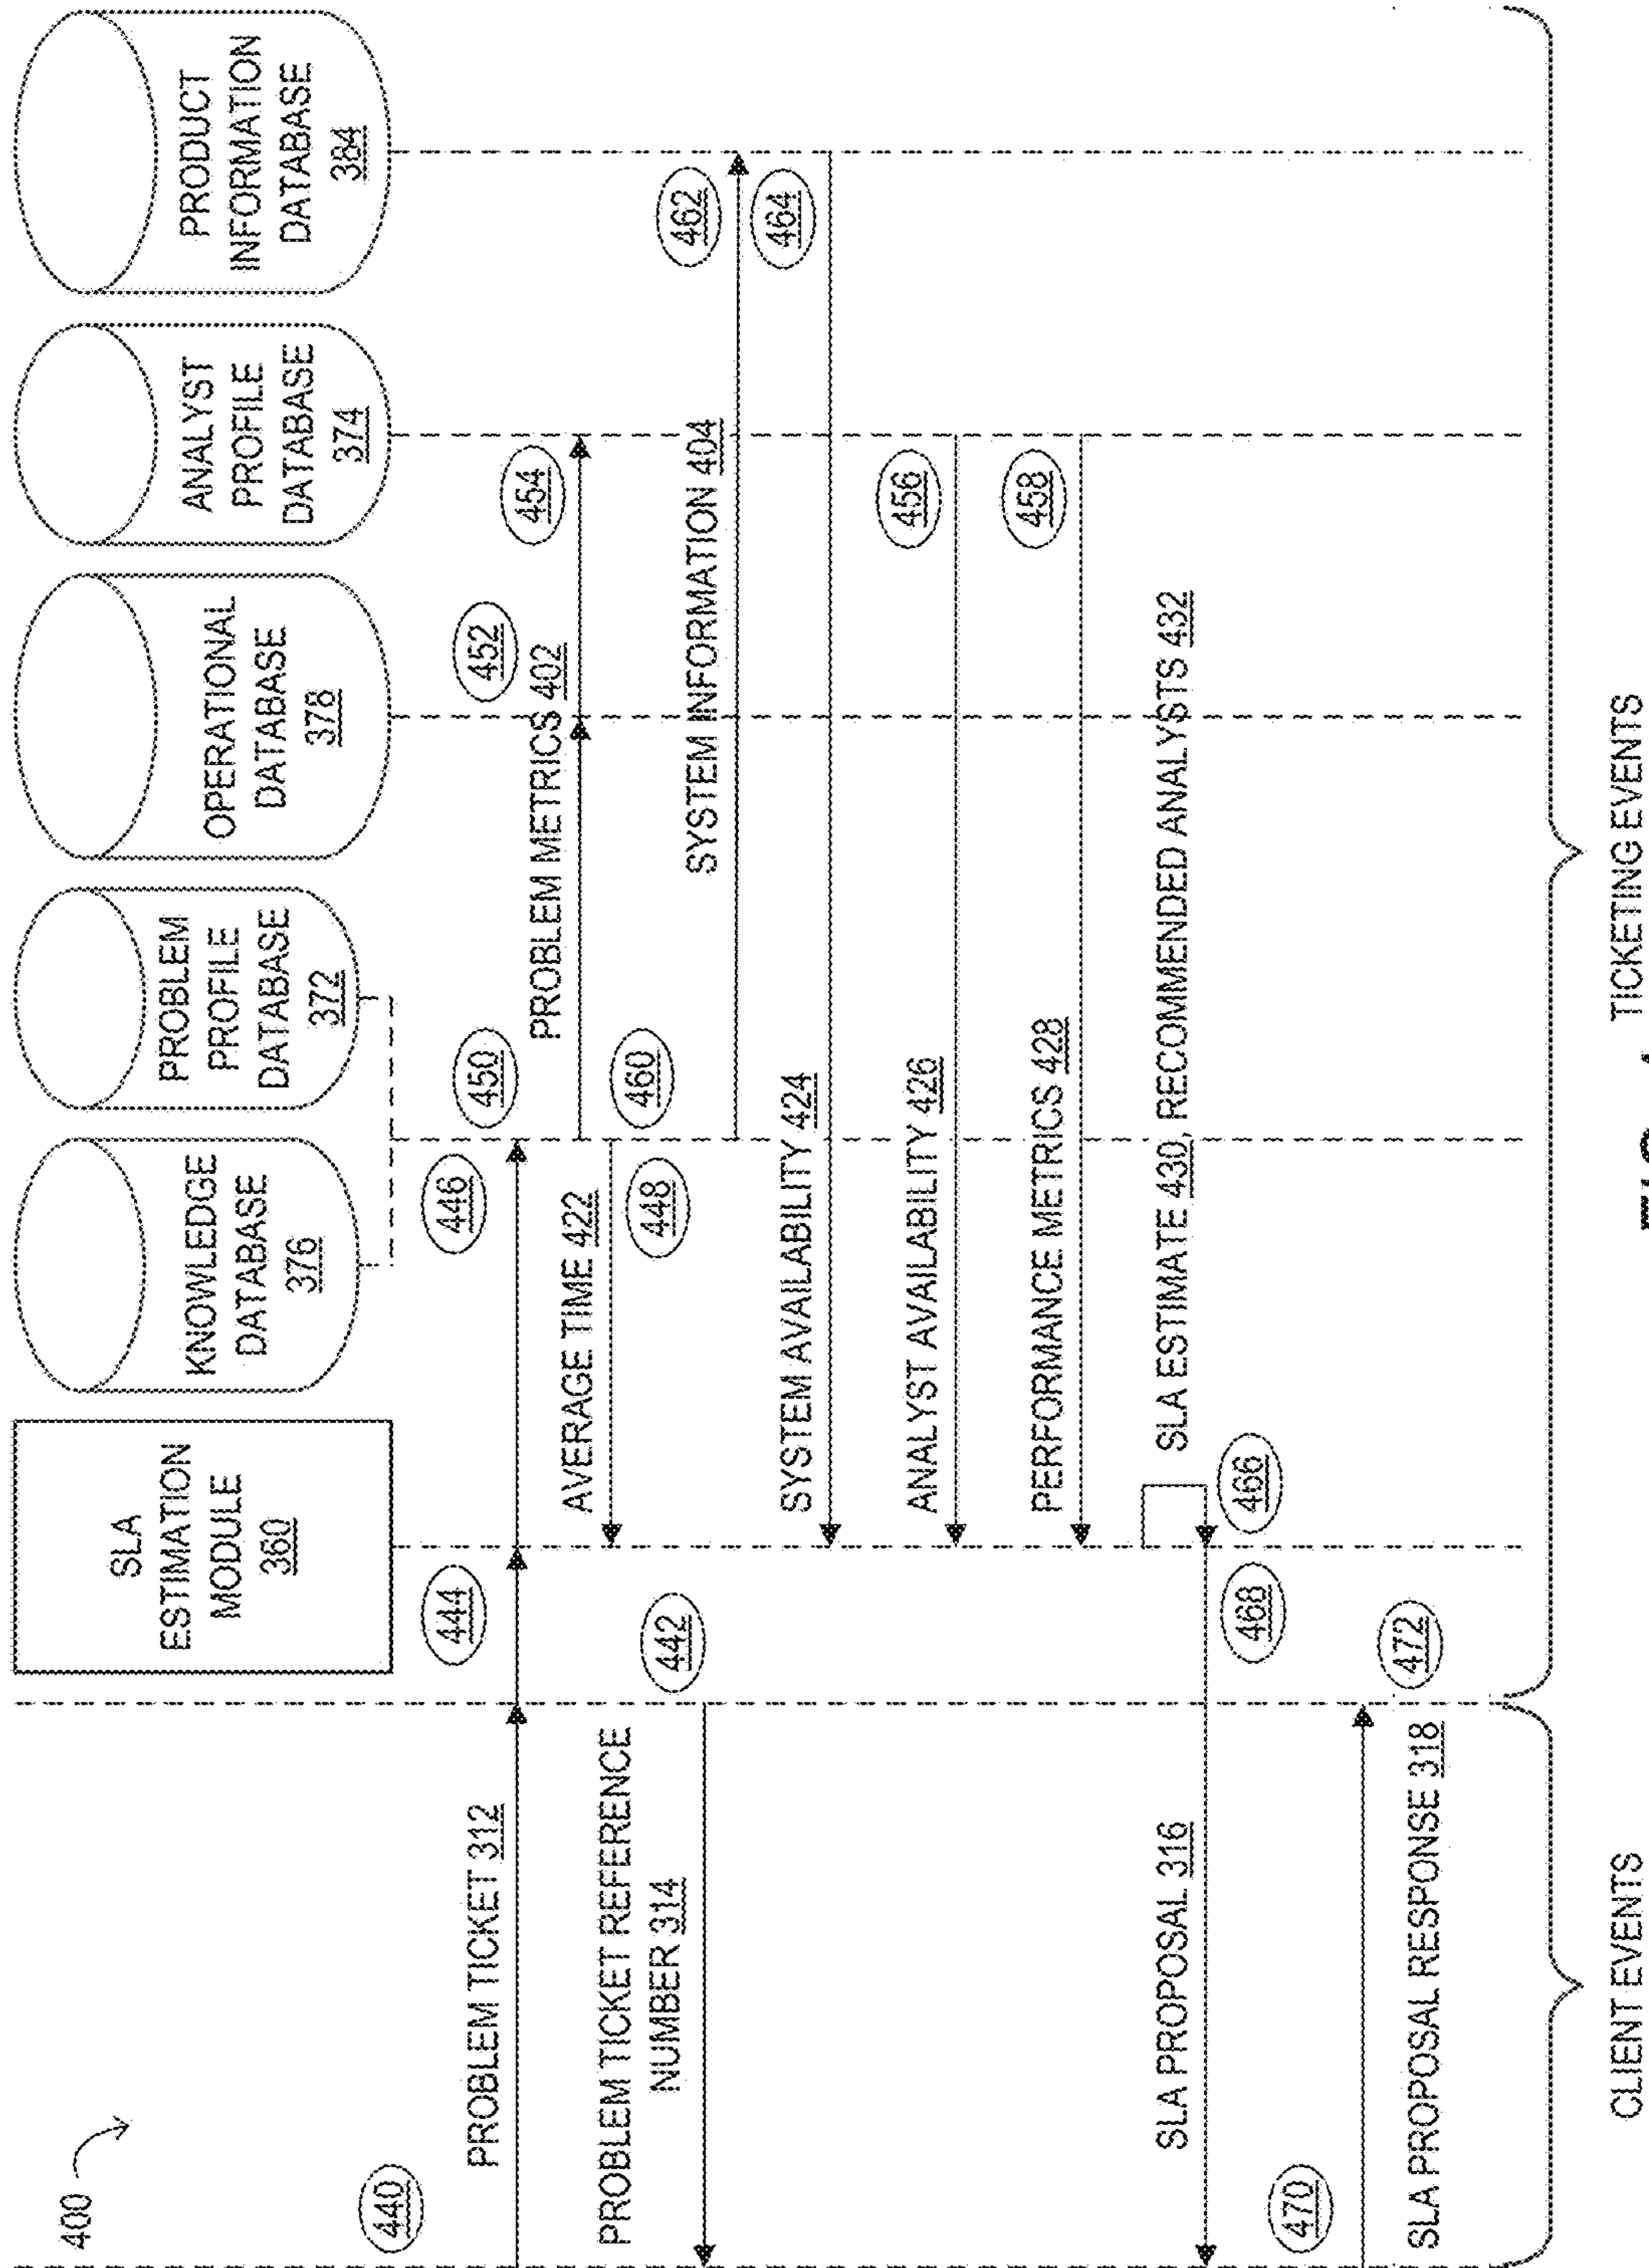 400
SLA
ESTIMATION
MODULE
360
KNOWLEDGE
DATABASE
376
PROBLEM
PROFILE
DATABASE
372
OPERATIONAL
DATABASE
378
ANALYST
PROFILE
DATABASE
374
PRODUCT
INFORMATION
DATABASE
384
440
444
446
450
452
454
PROBLEM TICKET 312
PROBLEM METRICS 402
AVERAGE TIME 422
PROBLEM TICKET REFERENCE
NUMBER 314
442
448
460
SYSTEM INFORMATION 404
462
464
SYSTEM AVAILABILITY 424
ANALYST AVAILABILITY 426
456
PERFORMANCE METRICS 428
458
SLA PROPOSAL 316
SLA ESTIMATE 430, RECOMMENDED ANALYSTS 432
468
466
470
472
SLA PROPOSAL RESPONSE 318
CLIENT EVENTS
TICKETING EVENTS